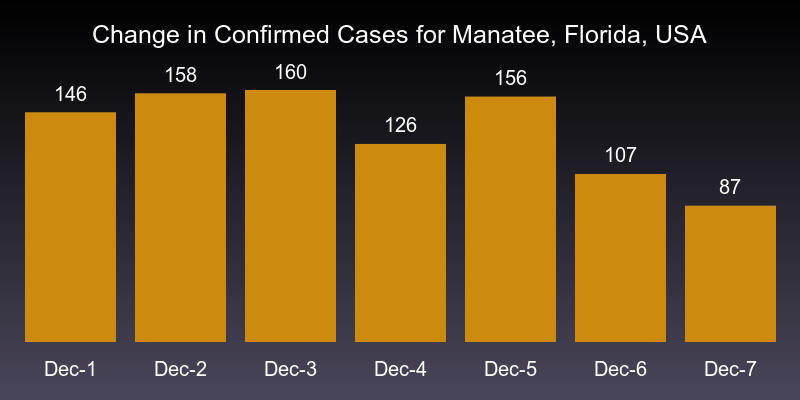 Change in Confirmed Cases for Manatee, Florida, USA
146 158 160 126 156 107 87
Dec-1 Dec-2 Dec-3 Dec-4 Dec-5 Dec-6 Dec-7